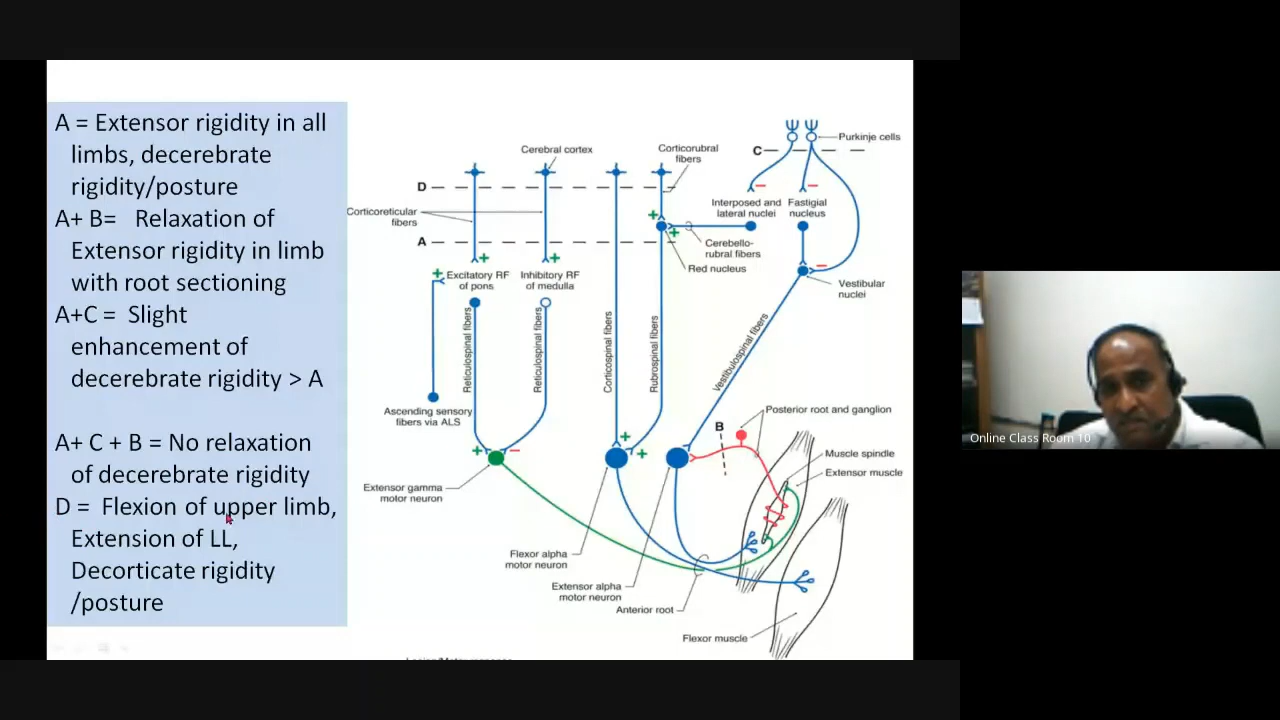 A = Extensor rigidity in all
limbs, decerebrate
rigidity/posture
A+ B= Relaxation of
Extensor rigidity in limb
with root sectioning
A+C = Slight
enhancement of
decerebrate rigidity > A
A+ C + B = No relaxation
of decerebrate rigidity
D = Flexion of upper limb,
Extension of LL,
Decorticate rigidity
/posture
Purkinje cells
C
Cerebral cortex
Corticorubral
fibers
D
Interposed and
lateral nuclei
Fastigial
nucleus
Corticoreticular
fibers
A
Cerebello-
rubral fibers
Red nucleus
Excitatory RF
of pons
Inhibitory RF
of medulla
Vestibular
nuclei
Reticulospinal fibers
Reticulospinal fibers
Corticospinal fibers
Rubrospinal fibers
Vestibulospinal fibers
Ascending sensory
fibers via ALS
Posterior root and ganglion
B
Muscle spindle
Extensor muscle
Extensor gamma
motor neuron
Flexor alpha
motor neuron
Extensor alpha
motor neuron
Anterior root
Flexor muscle
Online Class Room 10